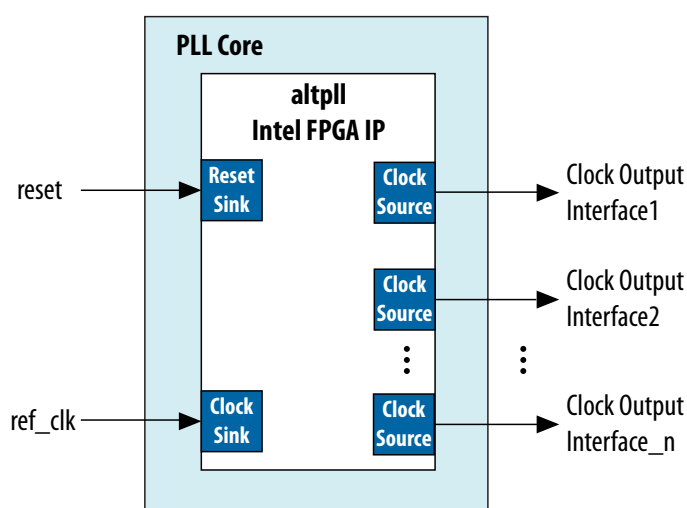 PLL Core
altpll
Intel FPGA IP
reset
Reset
Sink
Clock
Source
Clock Output
Interface1
Clock
Source
Clock Output
Interface2
ref_clk
Clock
Sink
Clock
Source
Clock Output
Interface_n